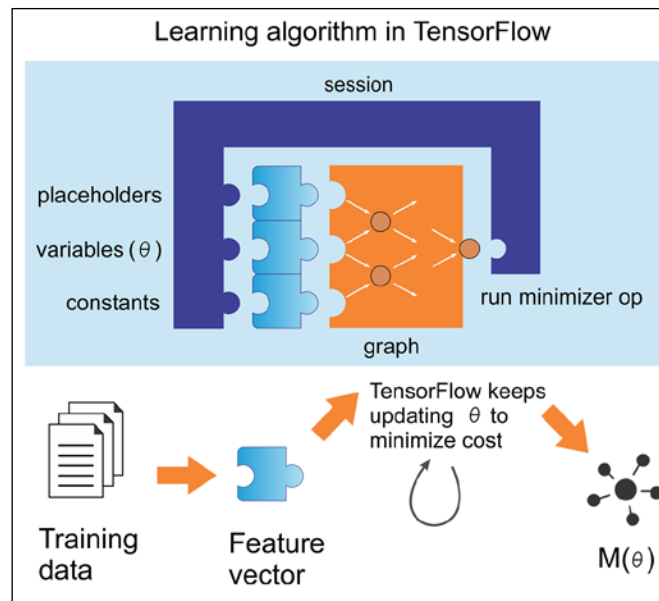 Learning algorithm in TensorFlow
session
placeholders
variables (θ)
constants
run minimizer op
graph
TensorFlow keeps
updating θ to
minimize cost
Training
data
Feature
vector
M(θ)